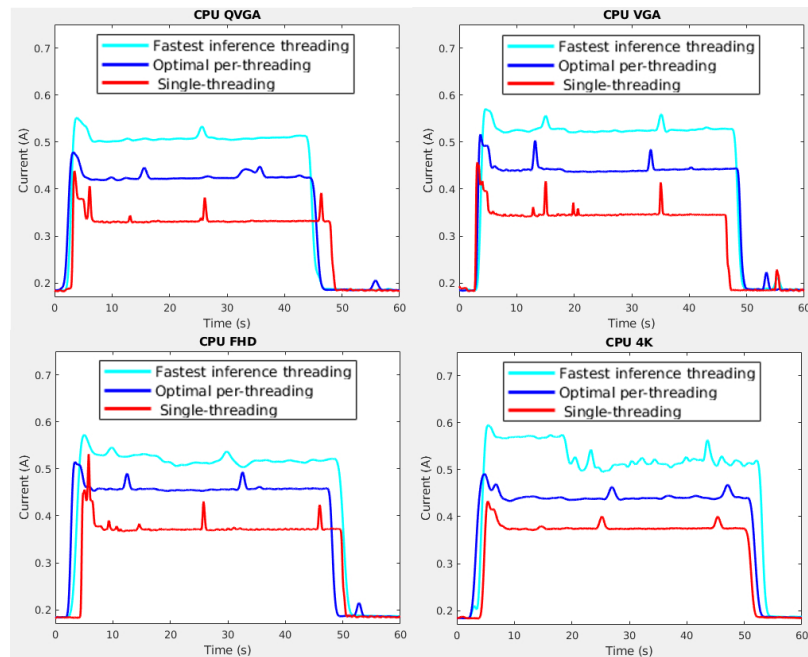 CPU QVGA
Fastest inference threading
Optimal per-threading
Single-threading
Current (A)
0.7
0.6
0.5
0.4
0.3
0.2
0 10 20 30 40 50 60
Time (s)
CPU VGA
Fastest inference threading
Optimal per-threading
Single-threading
Current (A)
0.7
0.6
0.5
0.4
0.3
0.2
0 10 20 30 40 50 60
Time (s)
CPU FHD
Fastest inference threading
Optimal per-threading
Single-threading
Current (A)
0.7
0.6
0.5
0.4
0.3
0.2
0 10 20 30 40 50 60
Time (s)
CPU 4K
Fastest inference threading
Optimal per-threading
Single-threading
Current (A)
0.7
0.6
0.5
0.4
0.3
0.2
0 10 20 30 40 50 60
Time (s)